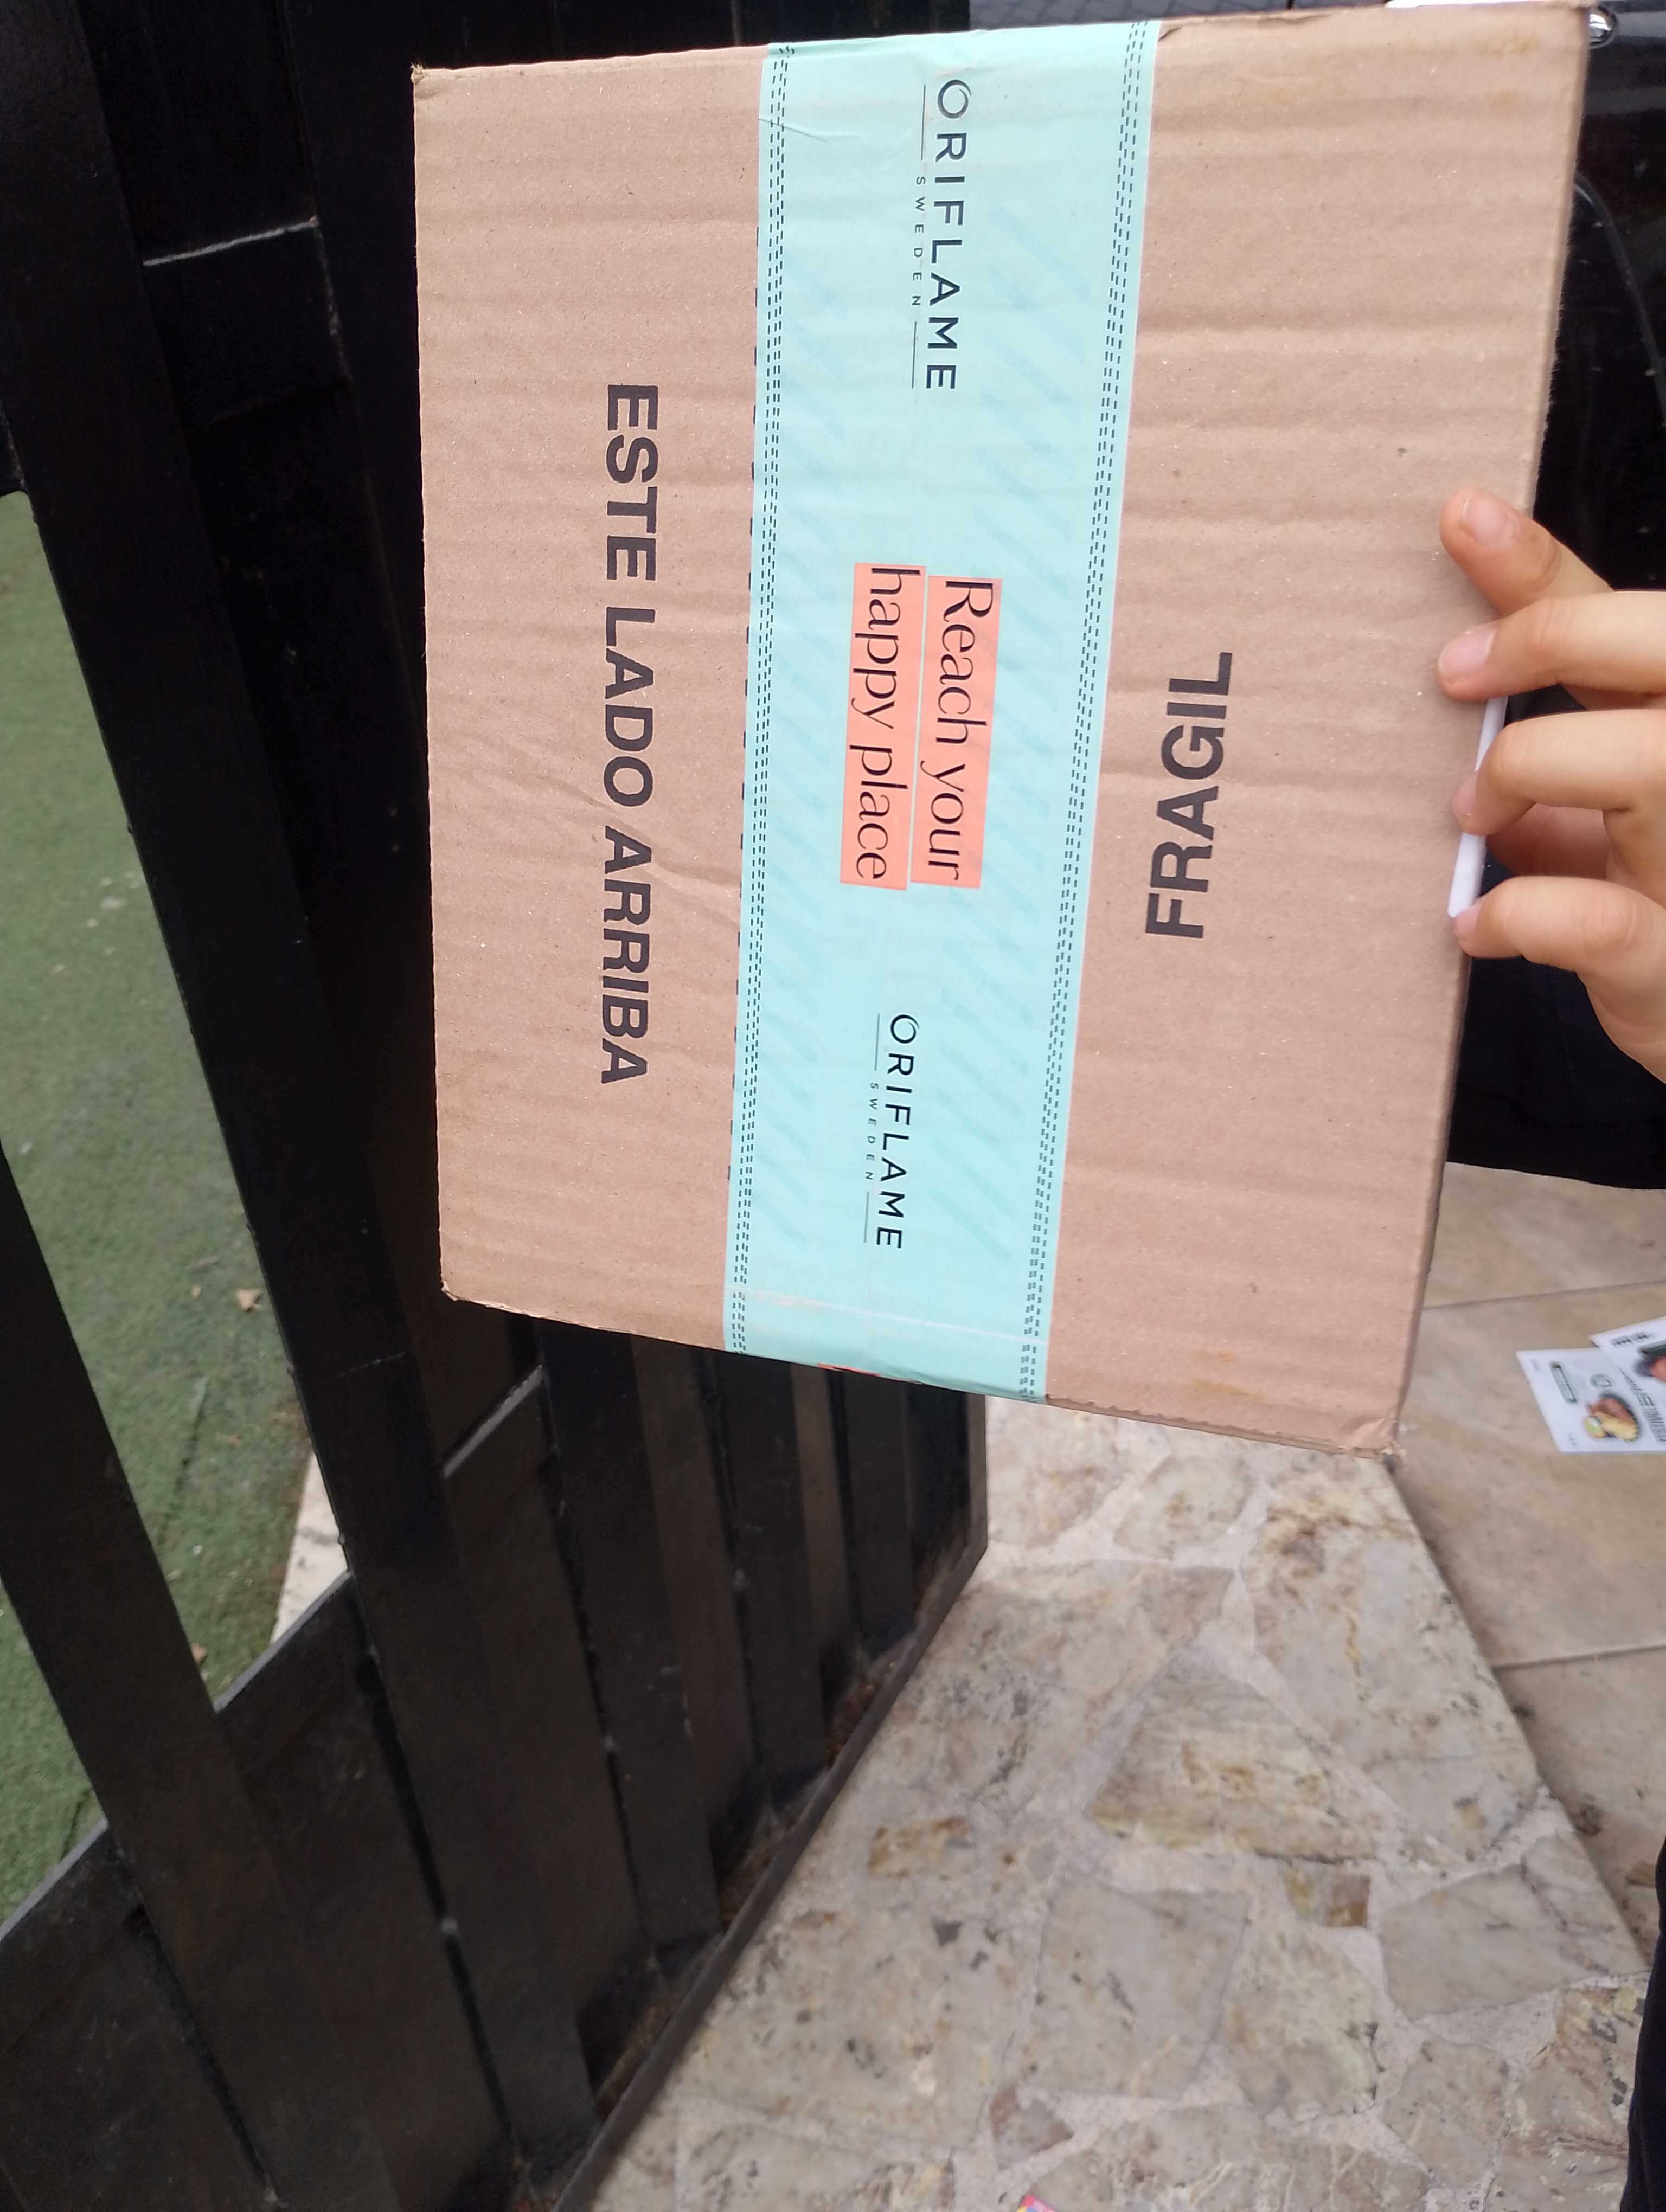 FRAGIL
ORIFLAME
SWEDEN
Reach your
happy place
ORIFLAME
SWEDEN
ESTE LADO ARRIBA